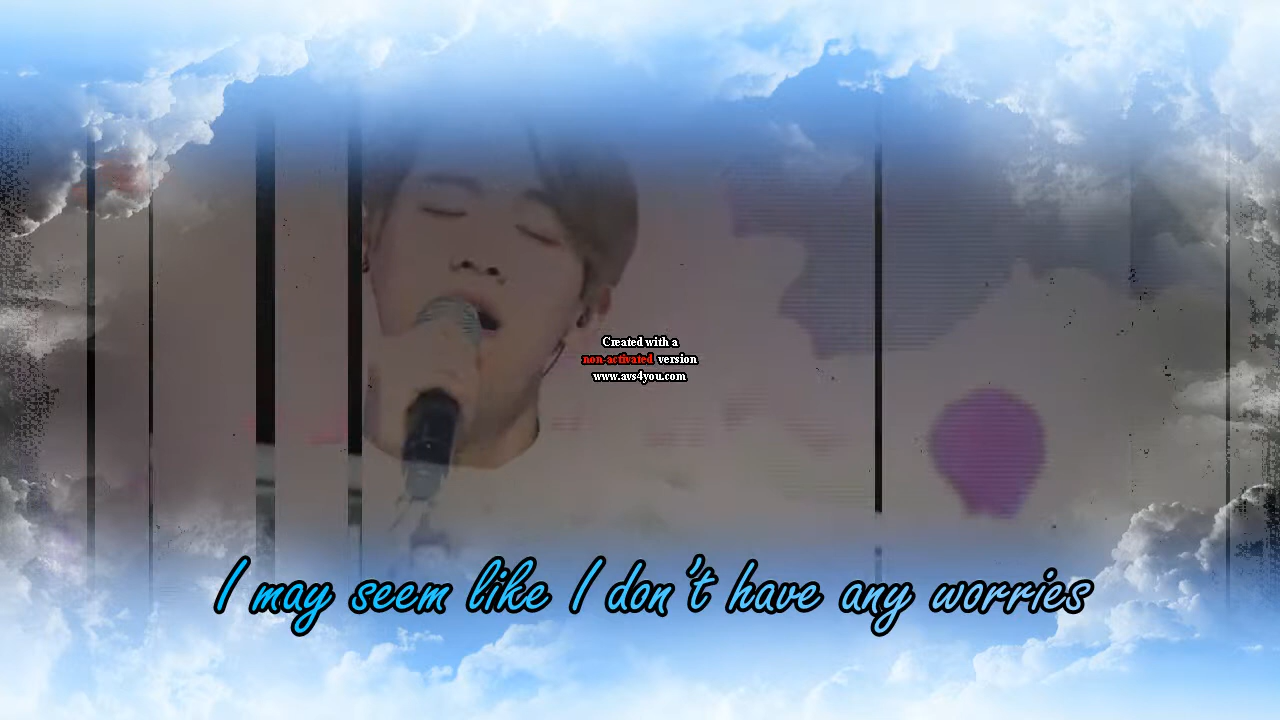 Created with a
non-activated version
www.avs4you.com
I may seem like I don't have any worries